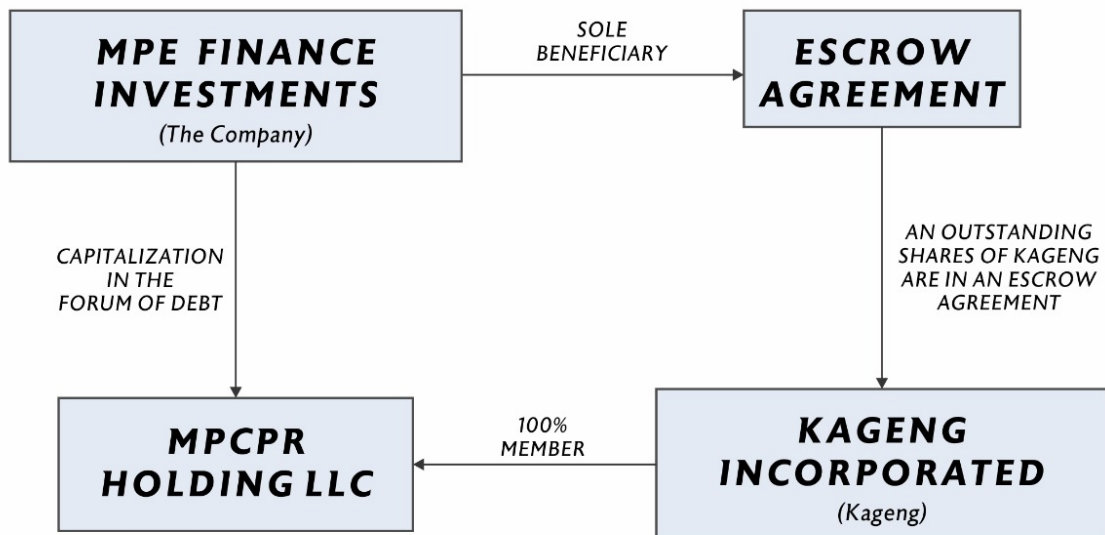 MPE FINANCE
INVESTMENTS
(The Company)
SOLE
BENEFICIARY
ESCROW
AGREEMENT
CAPITALIZATION
IN THE
FORUM OF DEBT
AN OUTSTANDING
SHARES OF KAGENG
ARE IN AN ESCROW
AGREEMENT
MPCPR
HOLDING LLC
100%
MEMBER
KAGENG
INCORPORATED
(Kageng)